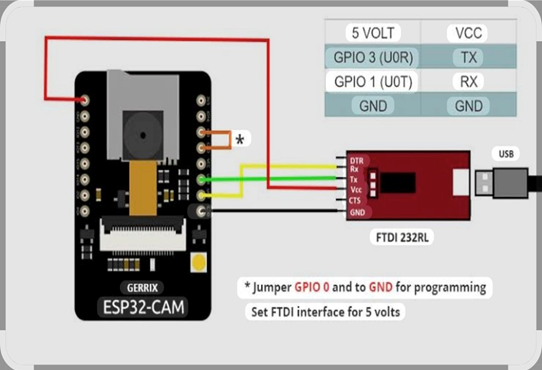 5 VOLT VCC
GPIO 3 (U0R) TX
GPIO 1 (U0T) RX
GND GND
*
USB
DTR
Rx
Tx
Vcc
CTS
GND
FTDI 232RL
GERRIX
ESP32-CAM
* Jumper GPIO 0 and to GND for programming
Set FTDI interface for 5 volts